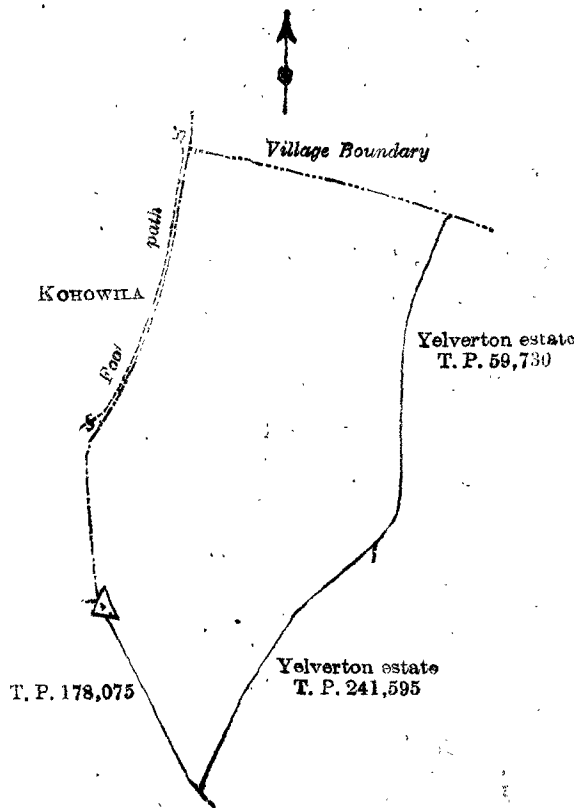 Village Boundary
Foot path
KOHOWILA
Yelverton estate
T. P. 59,730
Yelverton estate
T. P. 241,595
T. P. 178,075